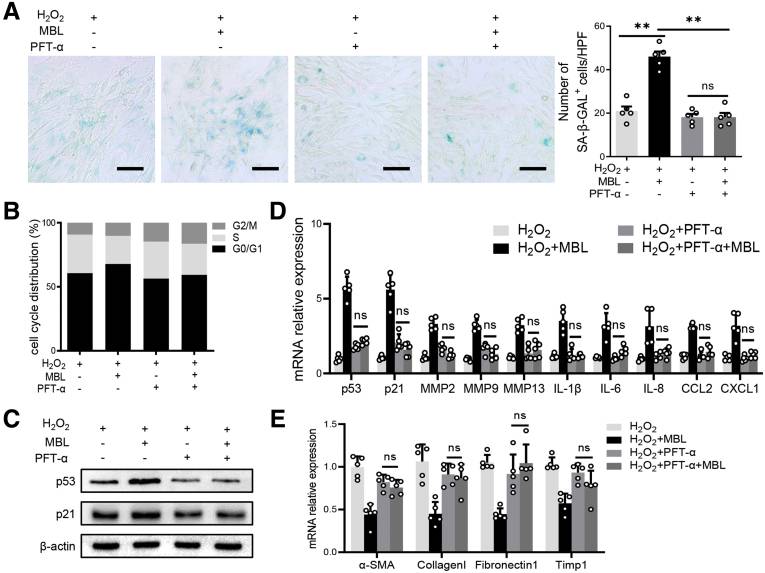 A
H₂O₂ + + + +
MBL - + - +
PFT-α - - + +
Number of
SA-β-GAL⁺ cells/HPF
60
40
20
0
** **
ns
H₂O₂ + + + +
MBL - + - +
PFT-α - - + +
B
cell cycle distribution (%)
100
50
0
G2/M
S
G0/G1
H₂O₂ + + + +
MBL - + - +
PFT-α - - + +
C
H₂O₂ + + + +
MBL - + - +
PFT-α - - + +
p53
p21
β-actin
D
mRNA relative expression
10
5
2
0
H₂O₂
H₂O₂+MBL
H₂O₂+PFT-α
H₂O₂+PFT-α+MBL
ns ns ns ns ns ns ns ns ns ns
p53 p21 MMP2 MMP9 MMP13 IL-1β IL-6 IL-8 CCL2 CXCL1
E
mRNA relative expression
1.5
1.0
0.5
0.0
ns ns ns ns
H₂O₂
H₂O₂+MBL
H₂O₂+PFT-α
H₂O₂+PFT-α+MBL
α-SMA CollagenI Fibronectin1 Timp1